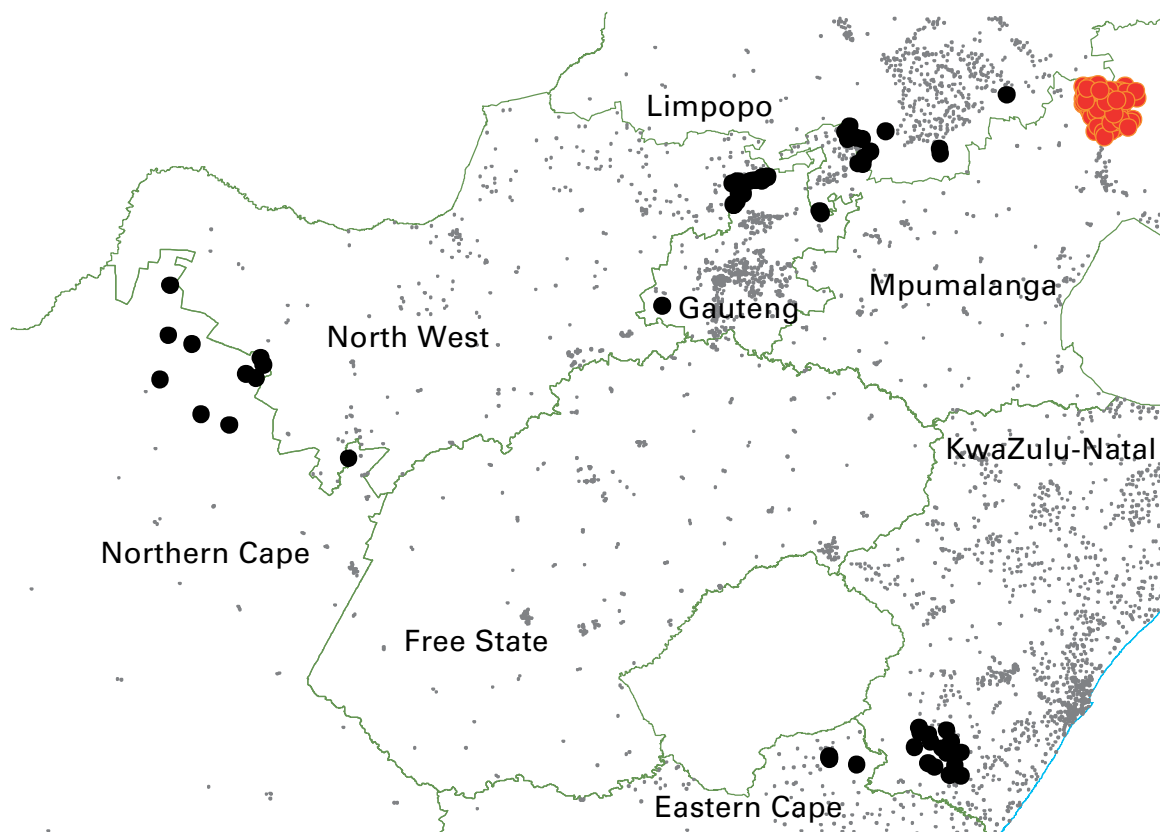 Limpopo
Mpumalanga
Gauteng
North West
KwaZulu-Natal
Northern Cape
Free State
Eastern Cape